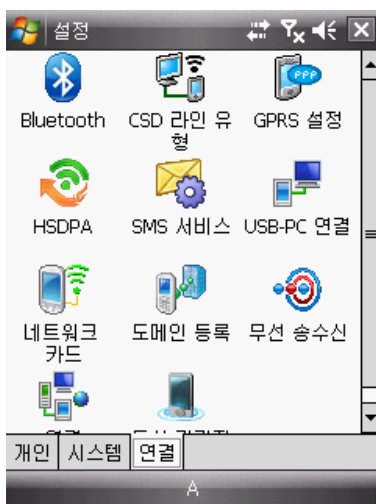 설정
Bluetooth
CSD 라인 유
형
GPRS 설정
HSDPA
SMS 서비스
USB-PC 연결
네트워크
카드
도메인 등록
무선 송수신
개인
시스템
연결
A